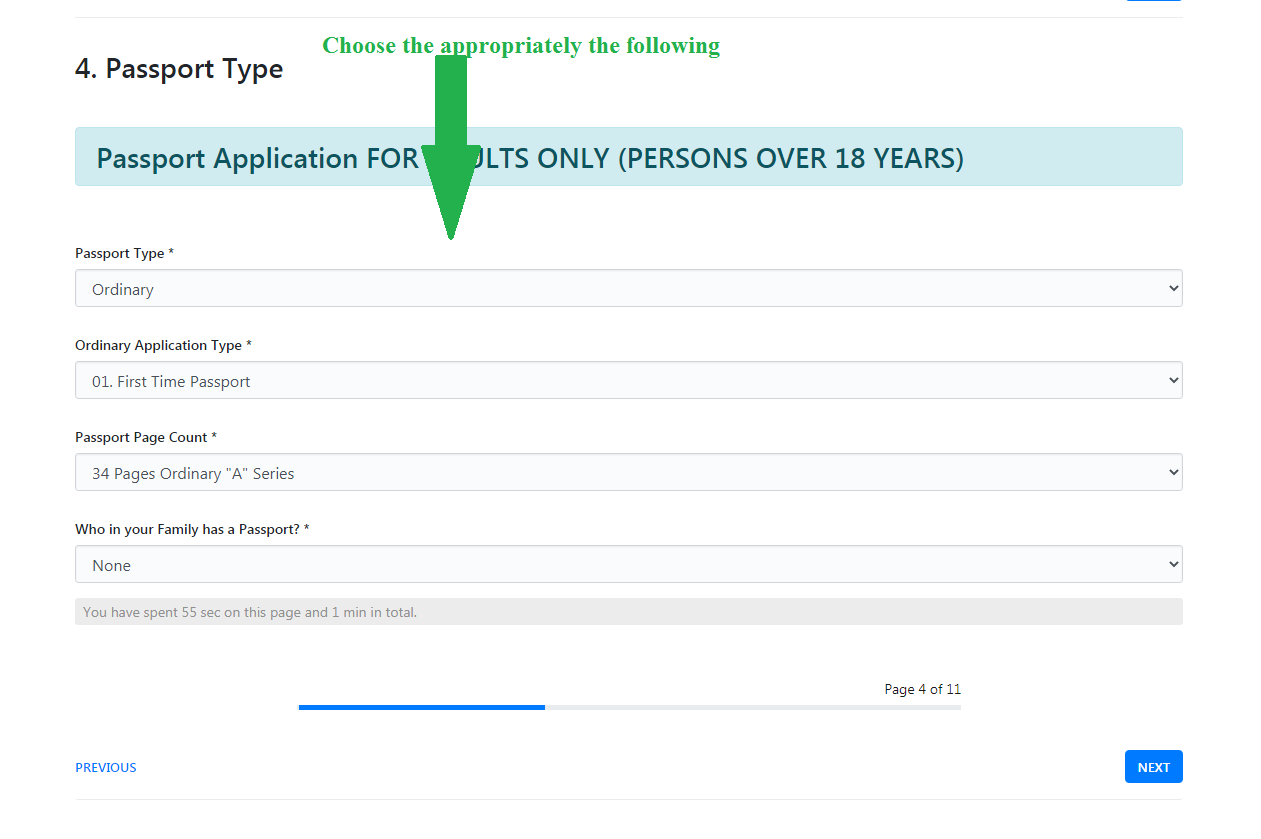 Choose the appropriately the following
4. Passport Type
Passport Application FOR ULTS ONLY (PERSONS OVER 18 YEARS)
Passport Type *
Ordinary
Ordinary Application Type *
01. First Time Passport
Passport Page Count *
34 Pages Ordinary "A" Series
Who in your Family has a Passport? *
None
You have spent 55 sec on this page and 1 min in total.
Page 4 of 11
PREVIOUS
NEXT